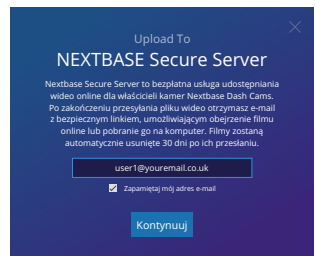 Upload To
NEXTBASE Secure Server
Nextbase Secure Server to bezpłatna usługa udostępniania
wideo online dla właścicieli kamer Nextbase Dash Cams.
Po zakończeniu przesyłania pliku wideo otrzymasz e-mail
z bezpiecznym linkiem, umożliwiającym obejrzenie filmu
online lub pobranie go na komputer. Filmy zostaną
automatycznie usunięte 30 dni po ich przesłaniu.
user1@youremail.co.uk
Zapamiętaj mój adres e-mail
Kontynuuj